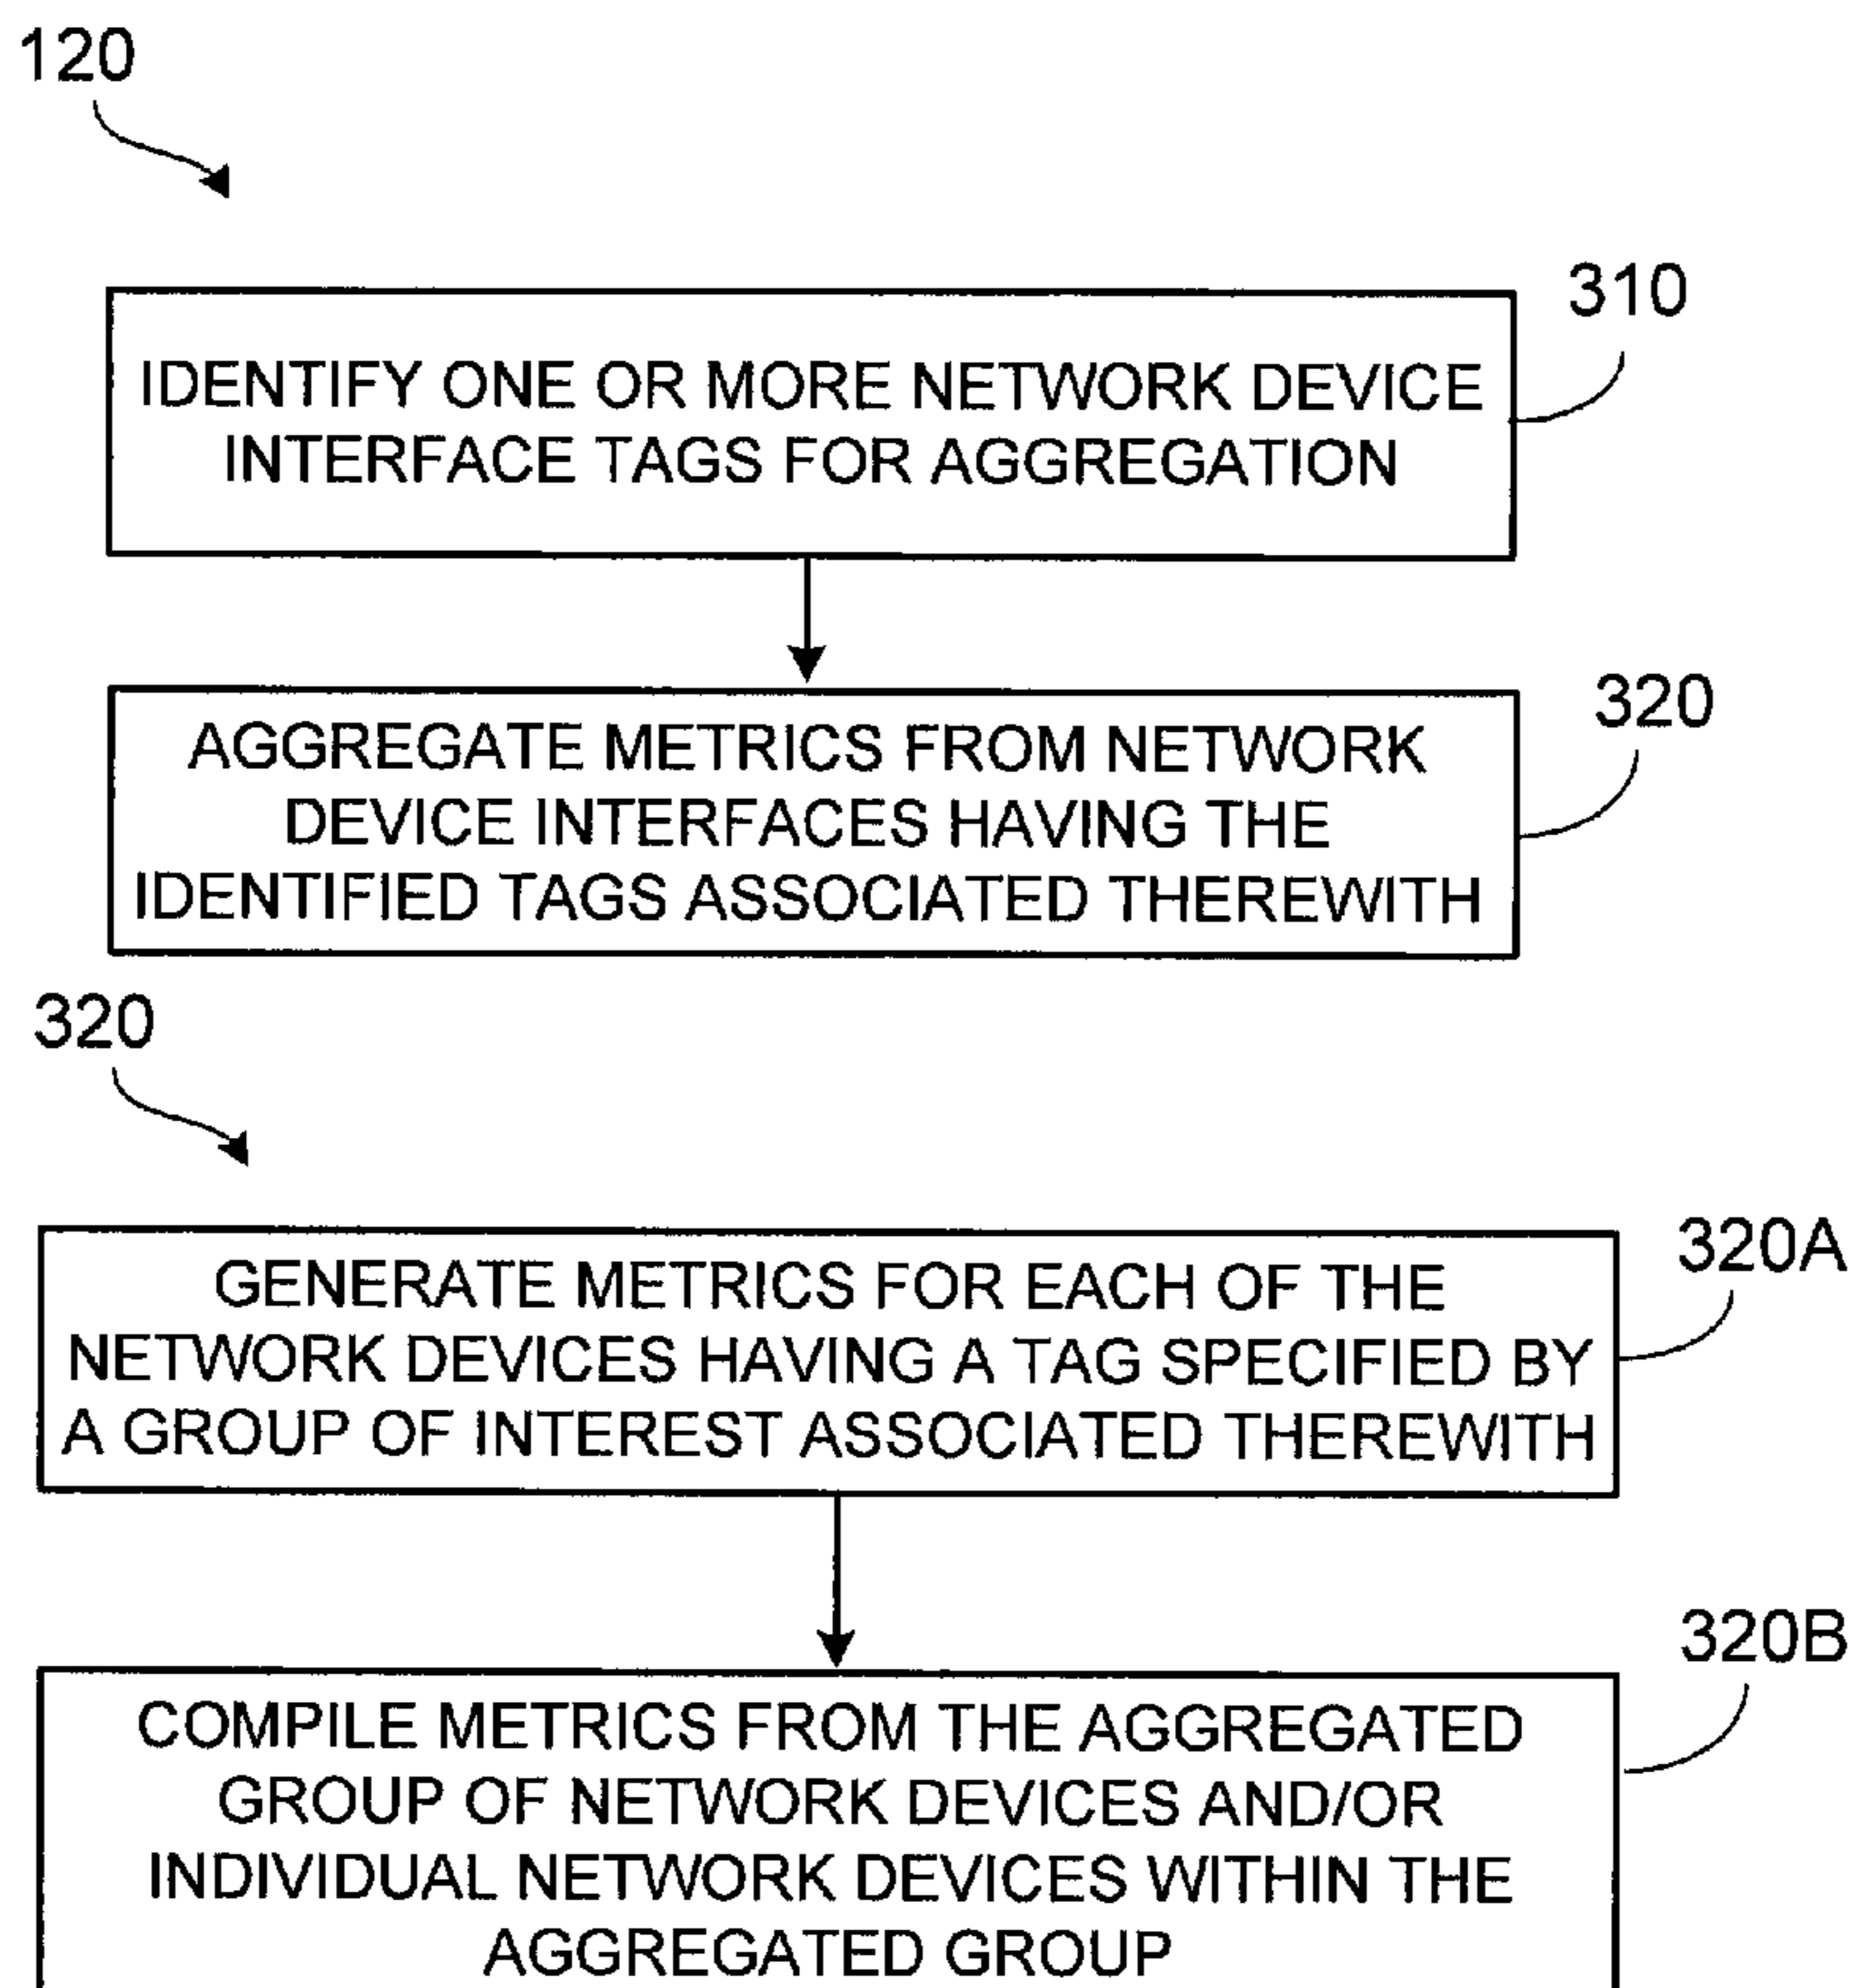 120
310
IDENTIFY ONE OR MORE NETWORK DEVICE
INTERFACE TAGS FOR AGGREGATION
320
AGGREGATE METRICS FROM NETWORK
DEVICE INTERFACES HAVING THE
IDENTIFIED TAGS ASSOCIATED THEREWITH
320
320A
GENERATE METRICS FOR EACH OF THE
NETWORK DEVICES HAVING A TAG SPECIFIED BY
A GROUP OF INTEREST ASSOCIATED THEREWITH
320B
COMPILE METRICS FROM THE AGGREGATED
GROUP OF NETWORK DEVICES AND/OR
INDIVIDUAL NETWORK DEVICES WITHIN THE
AGGREGATED GROUP